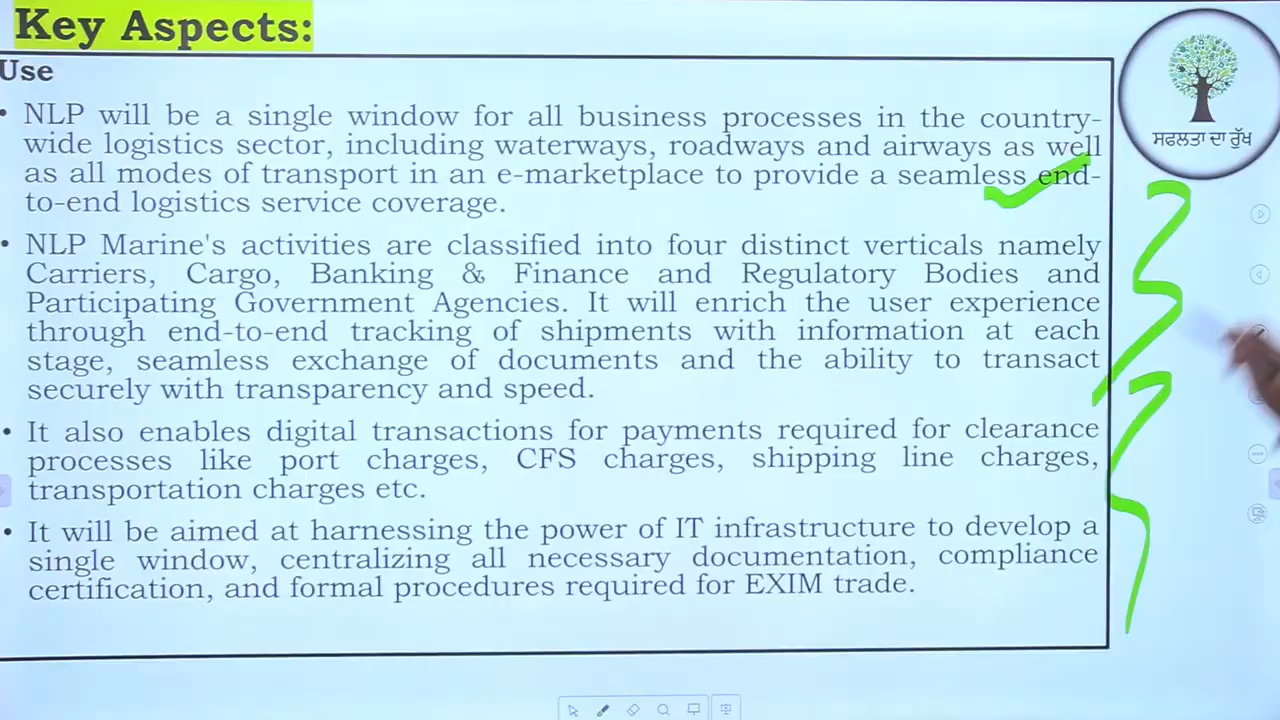 Key Aspects:
Use
• NLP will be a single window for all business processes in the country-
wide logistics sector, including waterways, roadways and airways as well
as all modes of transport in an e-marketplace to provide a seamless end-
to-end logistics service coverage.
• NLP Marine's activities are classified into four distinct verticals namely
Carriers, Cargo, Banking & Finance and Regulatory Bodies and
Participating Government Agencies. It will enrich the user experience
through end-to-end tracking of shipments with information at each
stage, seamless exchange of documents and the ability to transact
securely with transparency and speed.
• It also enables digital transactions for payments required for clearance
processes like port charges, CFS charges, shipping line charges,
transportation charges etc.
• It will be aimed at harnessing the power of IT infrastructure to develop a
single window, centralizing all necessary documentation, compliance
certification, and formal procedures required for EXIM trade.
ਸਫਲਤਾ ਦਾ ਰੁੱਖ